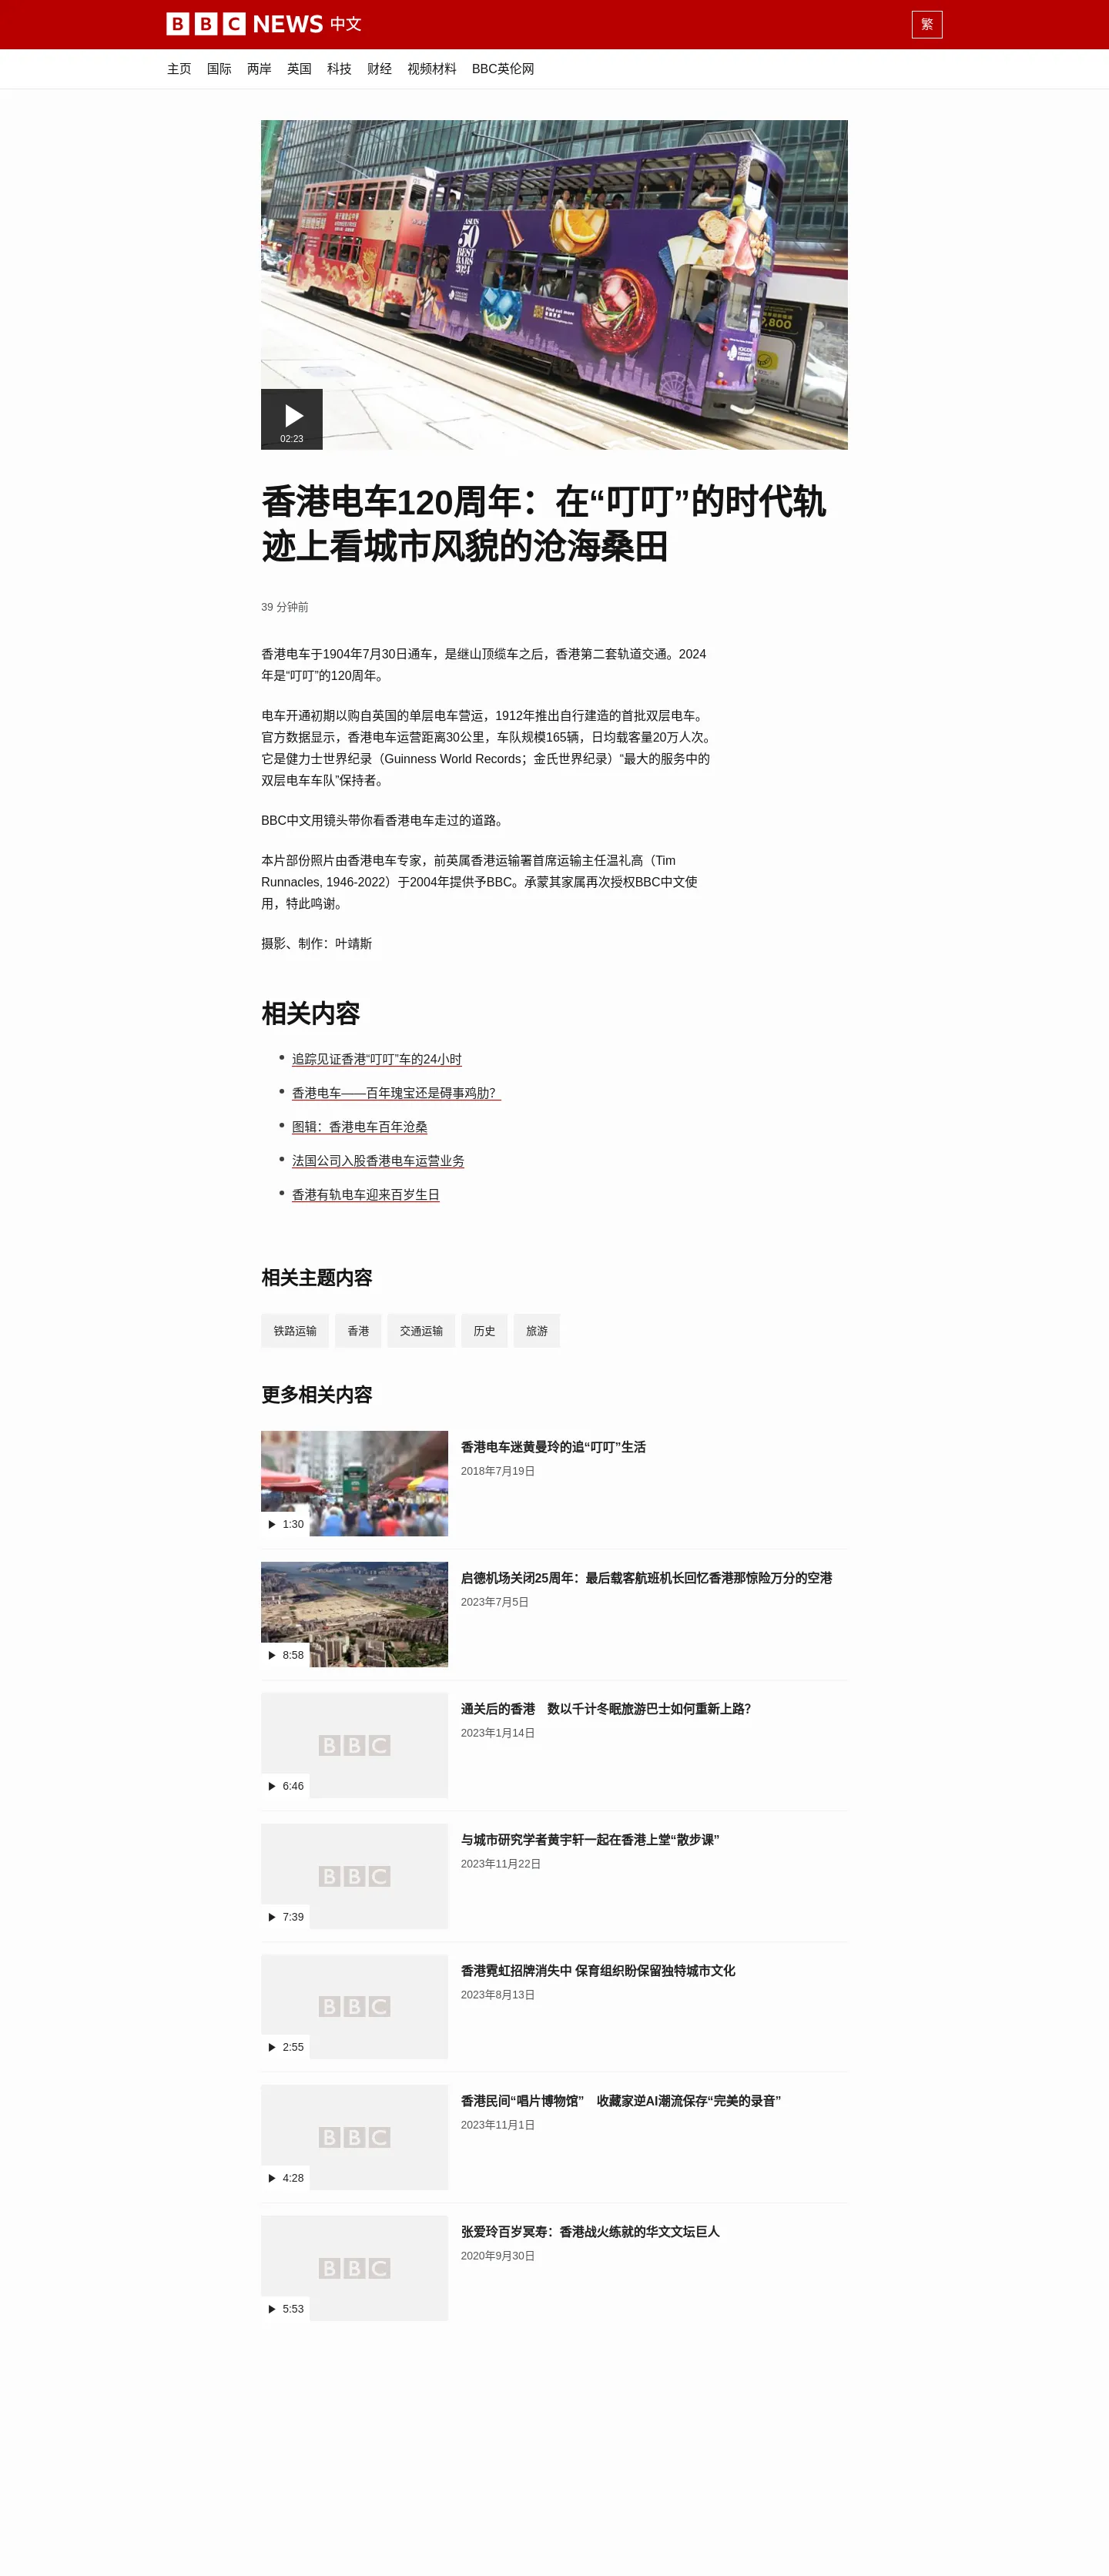 BBC NEWS 中文
繁
主页 国际 两岸 英国 科技 财经 视频材料 BBC英伦网
ASIA'S
50
BEST
BARS
2024
9,800
02:23
香港电车120周年：在“叮叮”的时代轨
迹上看城市风貌的沧海桑田
39 分钟前
香港电车于1904年7月30日通车，是继山顶缆车之后，香港第二套轨道交通。2024
年是“叮叮”的120周年。
电车开通初期以购自英国的单层电车营运，1912年推出自行建造的首批双层电车。
官方数据显示，香港电车运营距离30公里，车队规模165辆，日均载客量20万人次。
它是健力士世界纪录（Guinness World Records；金氏世界纪录）“最大的服务中的
双层电车车队”保持者。
BBC中文用镜头带你看香港电车走过的道路。
本片部份照片由香港电车专家，前英属香港运输署首席运输主任温礼高（Tim
Runnacles, 1946-2022）于2004年提供予BBC。承蒙其家属再次授权BBC中文使
用，特此鸣谢。
摄影、制作：叶靖斯
相关内容
追踪见证香港“叮叮”车的24小时
香港电车——百年瑰宝还是碍事鸡肋？
图辑：香港电车百年沧桑
法国公司入股香港电车运营业务
香港有轨电车迎来百岁生日
相关主题内容
铁路运输 香港 交通运输 历史 旅游
更多相关内容
香港电车迷黄曼玲的追“叮叮”生活
2018年7月19日
1:30
启德机场关闭25周年：最后载客航班机长回忆香港那惊险万分的空港
2023年7月5日
8:58
通关后的香港　数以千计冬眠旅游巴士如何重新上路？
2023年1月14日
BBC
6:46
与城市研究学者黄宇轩一起在香港上堂“散步课”
2023年11月22日
BBC
7:39
香港霓虹招牌消失中 保育组织盼保留独特城市文化
2023年8月13日
BBC
2:55
香港民间“唱片博物馆”　收藏家逆AI潮流保存“完美的录音”
2023年11月1日
BBC
4:28
张爱玲百岁冥寿：香港战火练就的华文文坛巨人
2020年9月30日
BBC
5:53